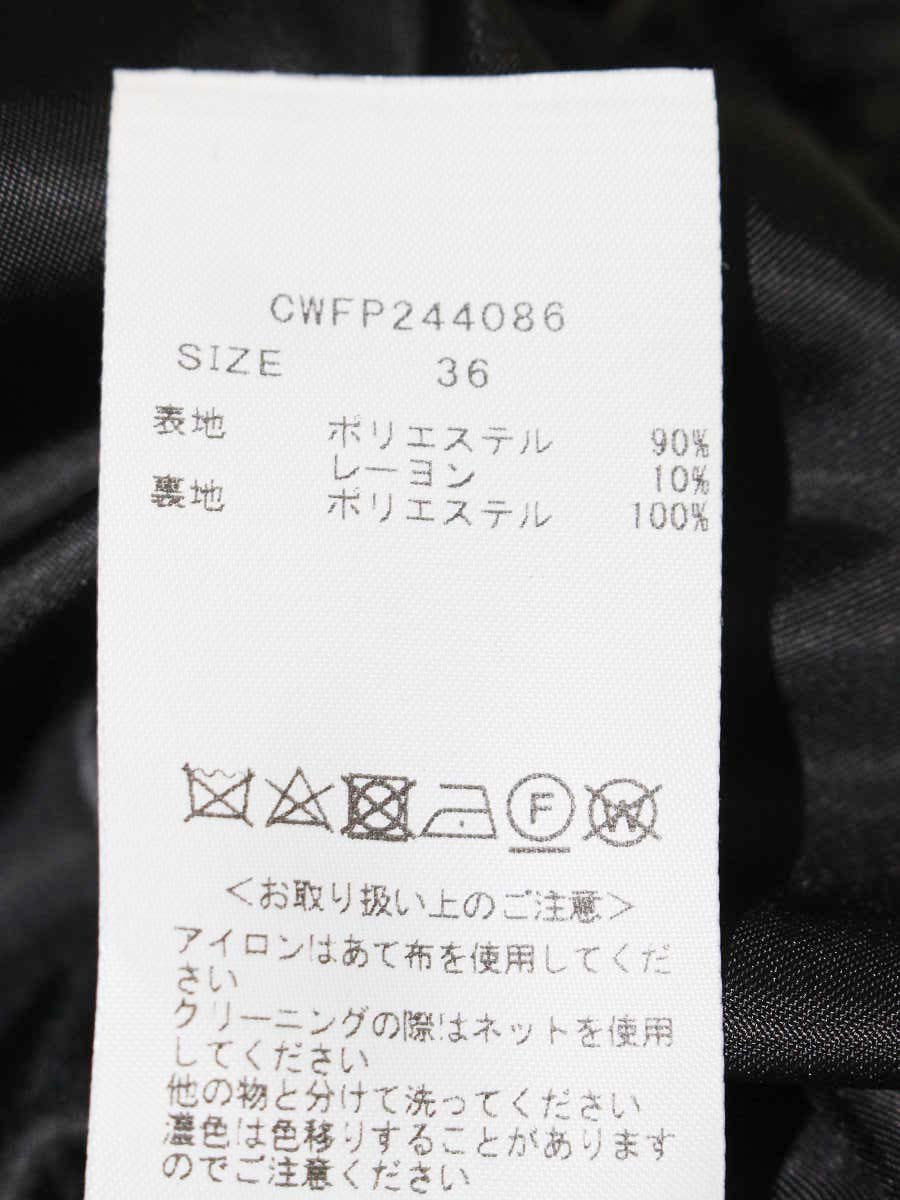 CWFP244086
SIZE 36
表地 ポリエステル 90%
レーヨン 10%
裏地 ポリエステル 100%
F W
＜お取り扱い上のご注意＞
アイロンはあて布を使用してくだ
さい
クリーニングの際はネットを使用
してください
他の物と分けて洗ってください
濃色は色移りすることがあります
のでご注意ください